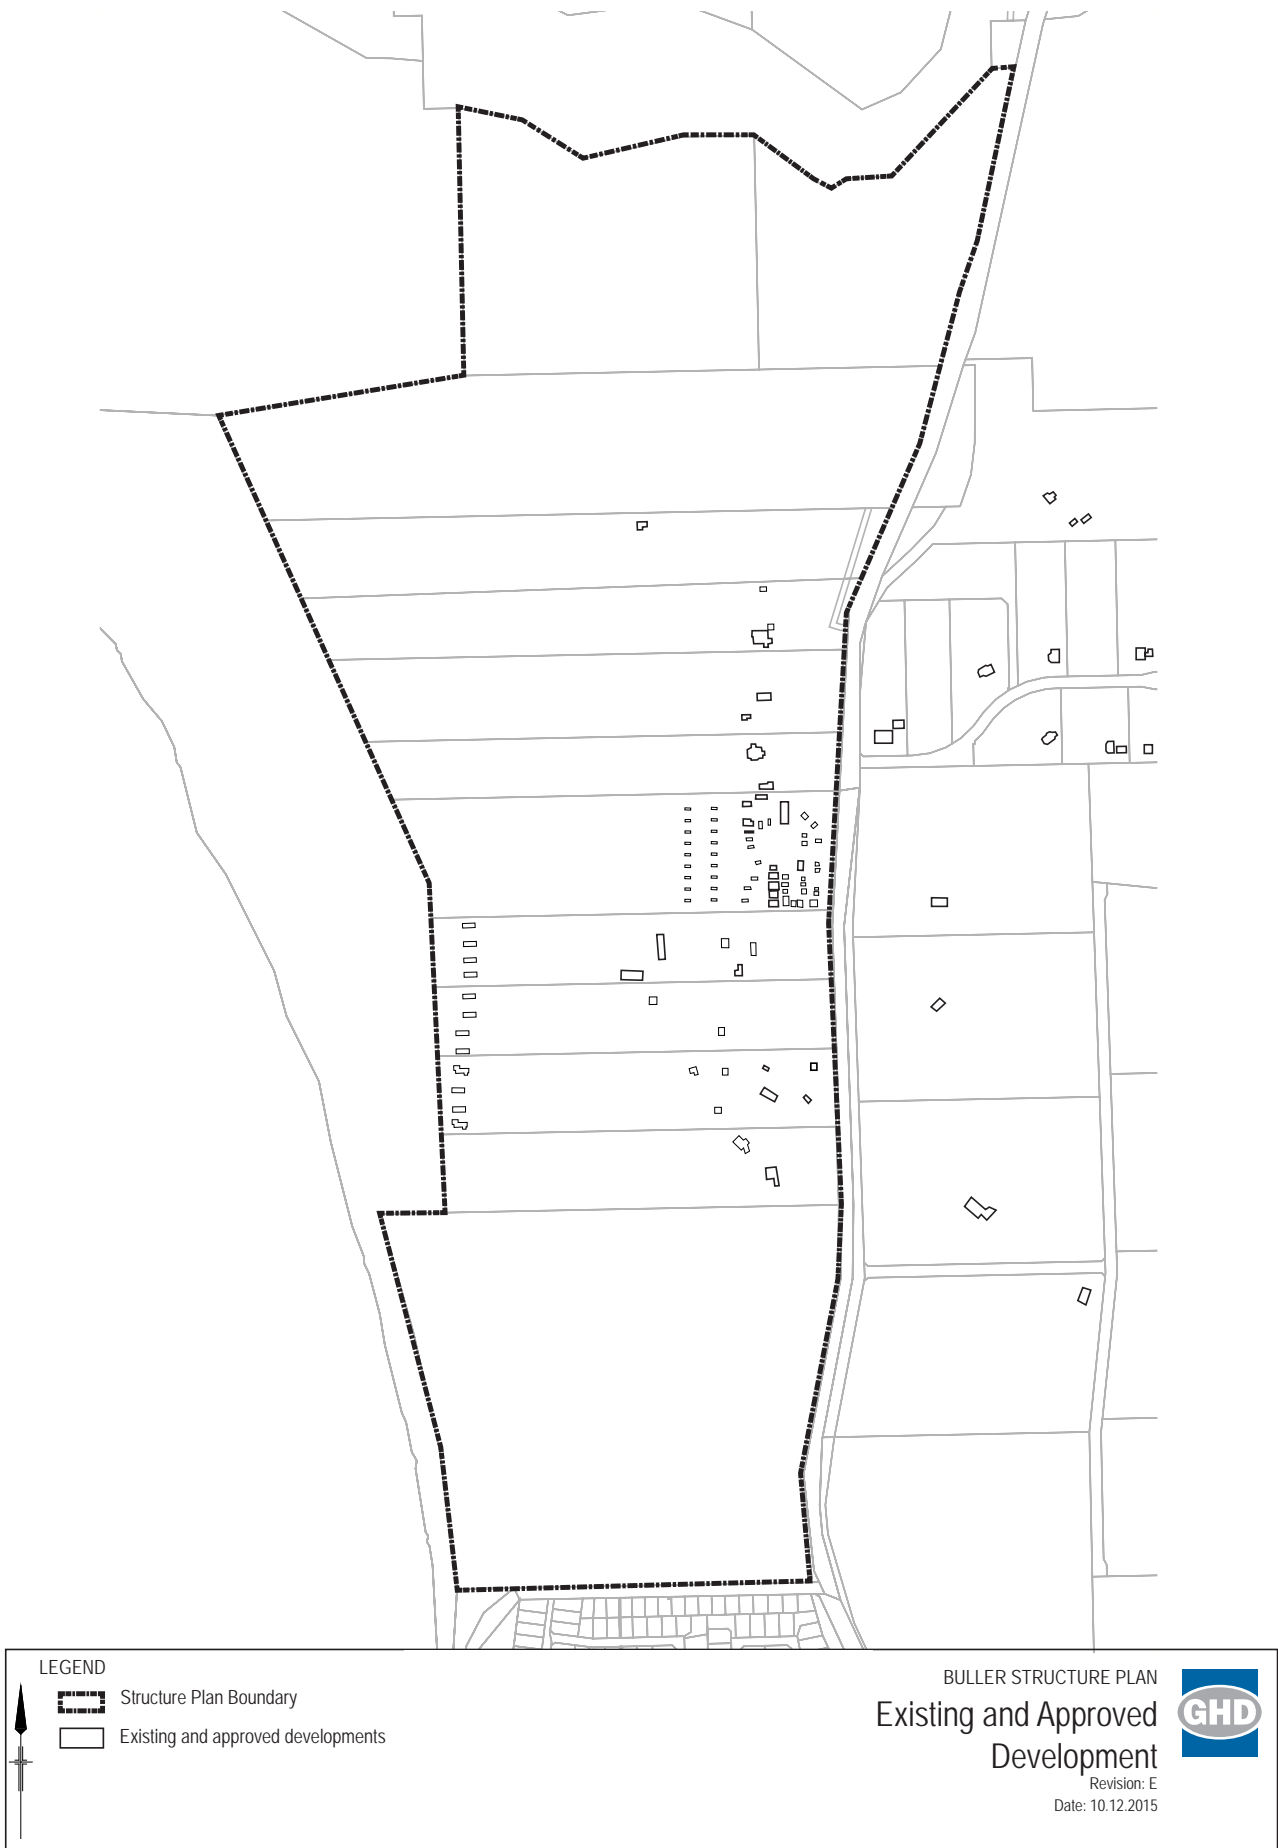 LEGEND
Structure Plan Boundary
Existing and approved developments
BULLER STRUCTURE PLAN
Existing and Approved
Development
Revision: E
Date: 10.12.2015
GHD